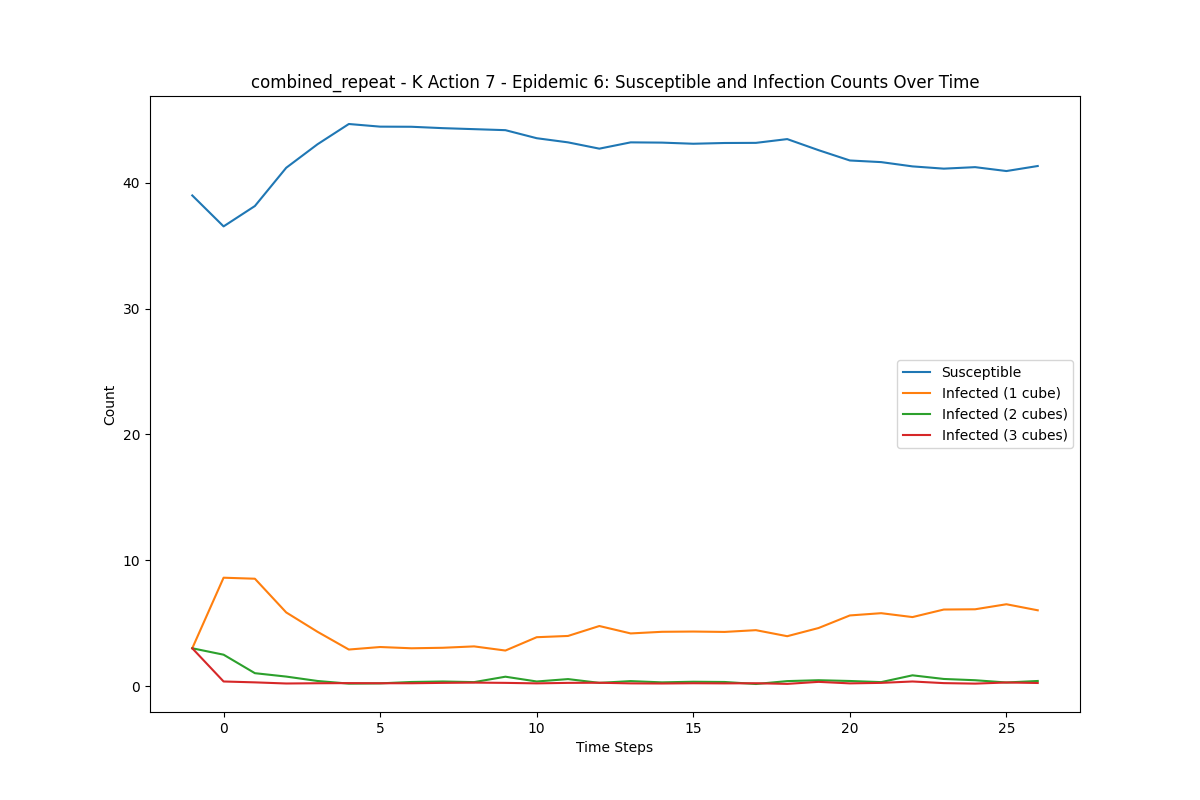 combined_repeat - K Action 7 - Epidemic 6: Susceptible and Infection Counts Over Time
Count
40
30
20
10
0
Susceptible
Infected (1 cube)
Infected (2 cubes)
Infected (3 cubes)
0 5 10 15 20 25
Time Steps